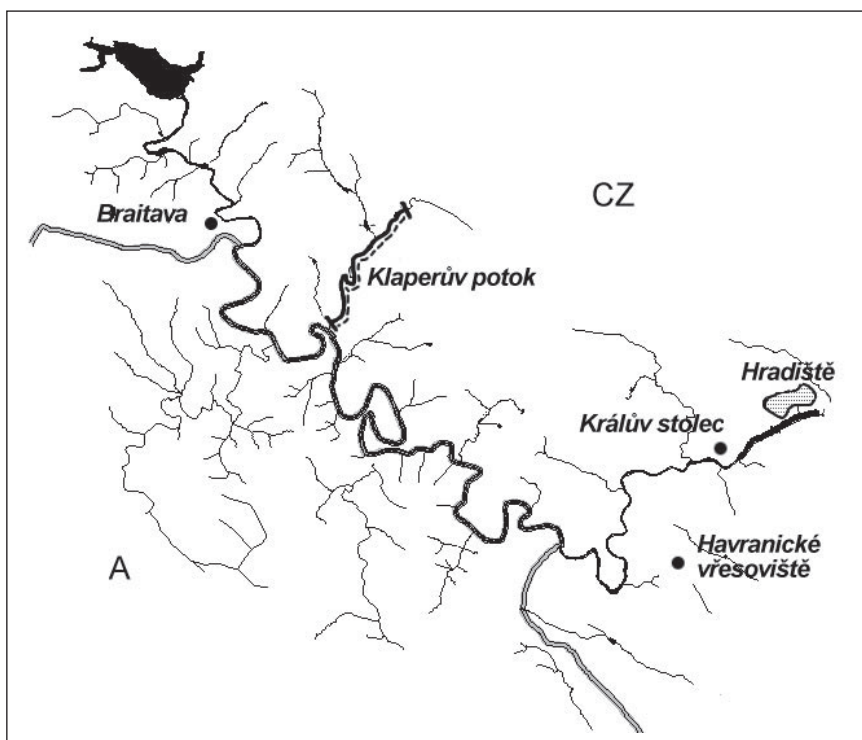 CZ
Braitava
Klaperův potok
Hradiště
Králův stolec
Havranické
vřesoviště
A